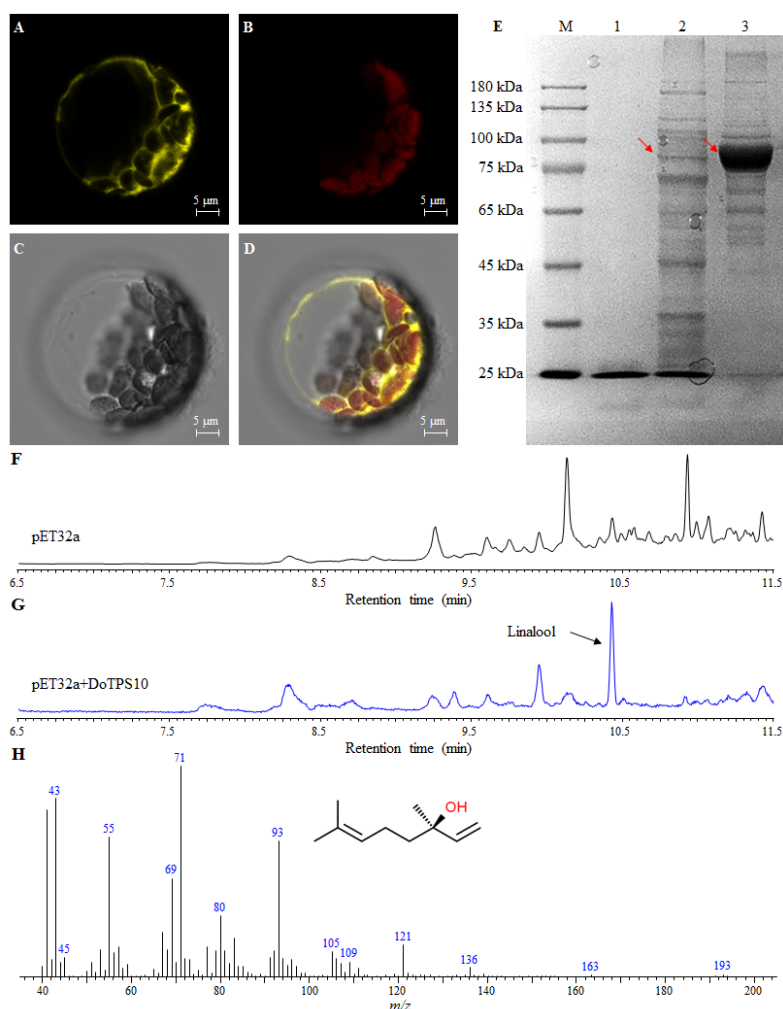 A
B
E
M
1
2
3
180 kDa
135 kDa
100 kDa
75 kDa
65 kDa
45 kDa
35 kDa
25 kDa
5 µm
5 µm
C
D
5 µm
5 µm
F
pET32a
6.5 7.5 8.5 9.5 10.5 11.5
Retention time (min)
G
Linalool
pET32a+DoTPS10
6.5 7.5 8.5 9.5 10.5 11.5
Retention time (min)
H
71
43
55
93
69
80
45
105
109
121
136
163
193
OH
40 60 80 100 120 140 160 180 200
m/z